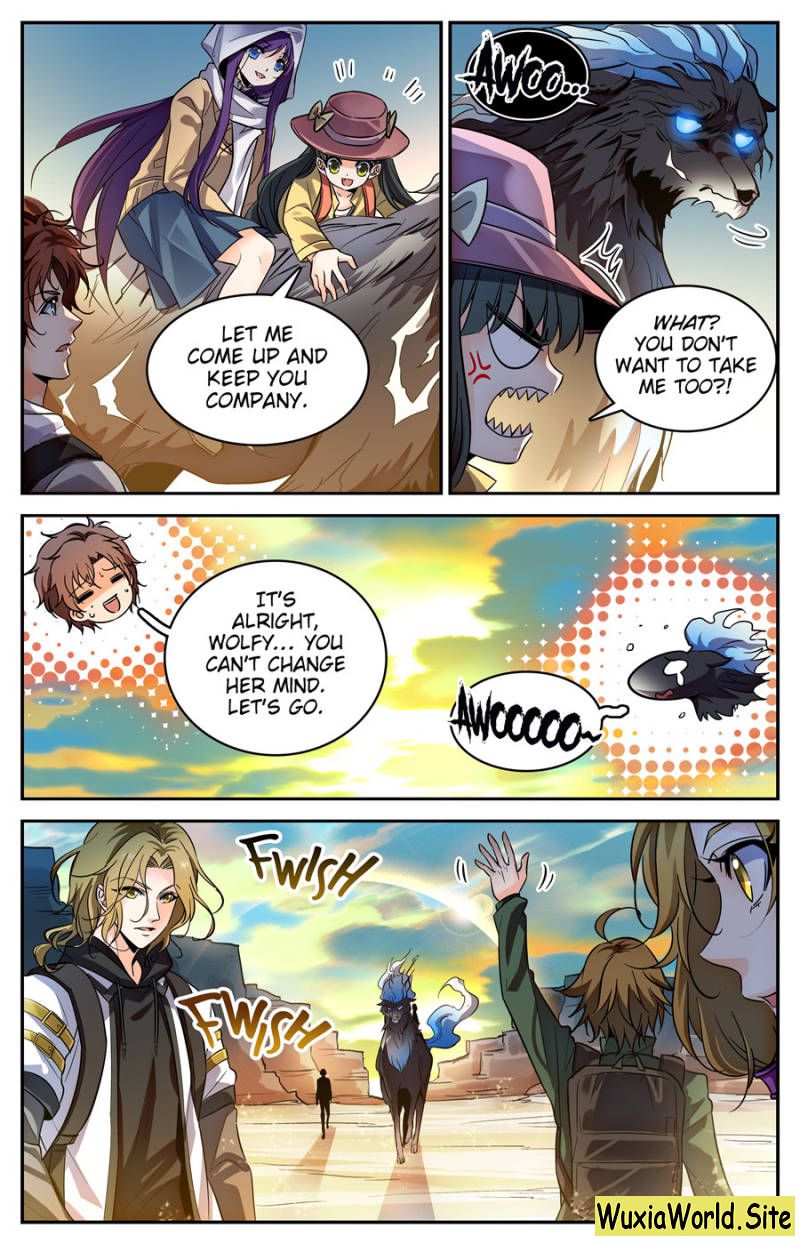 LET ME
COME UP AND
KEEP YOU
COMPANY.
AWOO...
WHAT?
YOU DON'T
WANT TO TAKE
ME TOO?!
IT'S
ALRIGHT,
WOLFY... YOU
CAN'T CHANGE
HER MIND.
LET'S GO.
AWOOOOO~
FWISH
FWISH
WuxiaWorld.Site